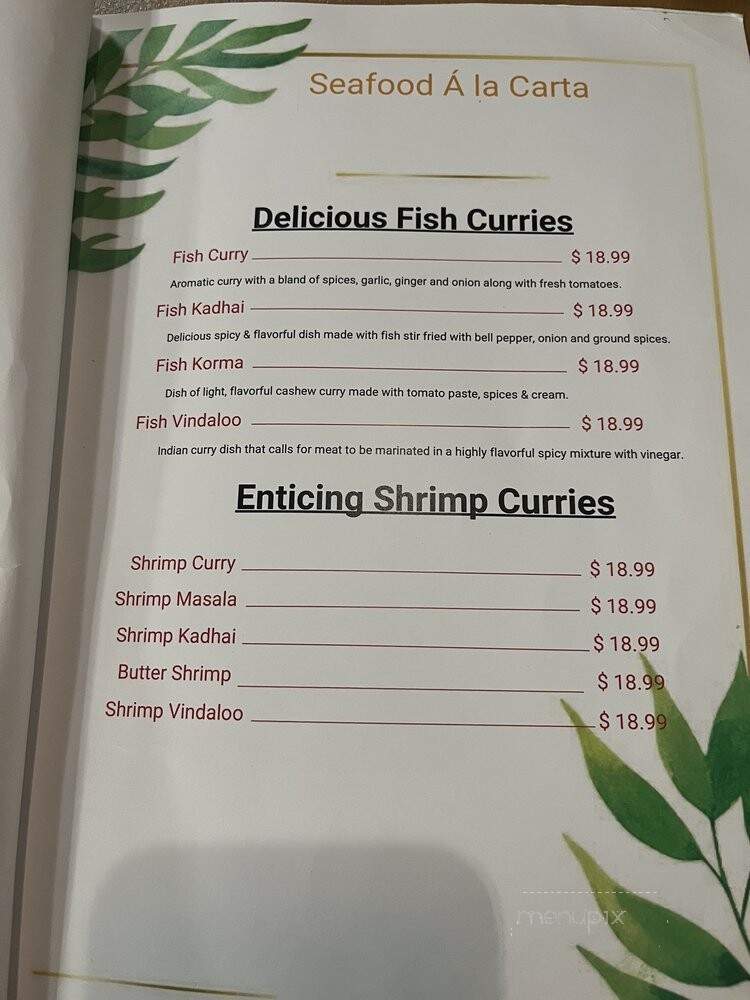 Seafood Á la Carta
Delicious Fish Curries
Fish Curry $ 18.99
Aromatic curry with a bland of spices, garlic, ginger and onion along with fresh tomatoes.
Fish Kadhai $ 18.99
Delicious spicy & flavorful dish made with fish stir fried with bell pepper, onion and ground spices.
Fish Korma $ 18.99
Dish of light, flavorful cashew curry made with tomato paste, spices & cream.
Fish Vindaloo $ 18.99
Indian curry dish that calls for meat to be marinated in a highly flavorful spicy mixture with vinegar.
Enticing Shrimp Curries
Shrimp Curry $ 18.99
Shrimp Masala $ 18.99
Shrimp Kadhai $ 18.99
Butter Shrimp $ 18.99
Shrimp Vindaloo $ 18.99
menupix